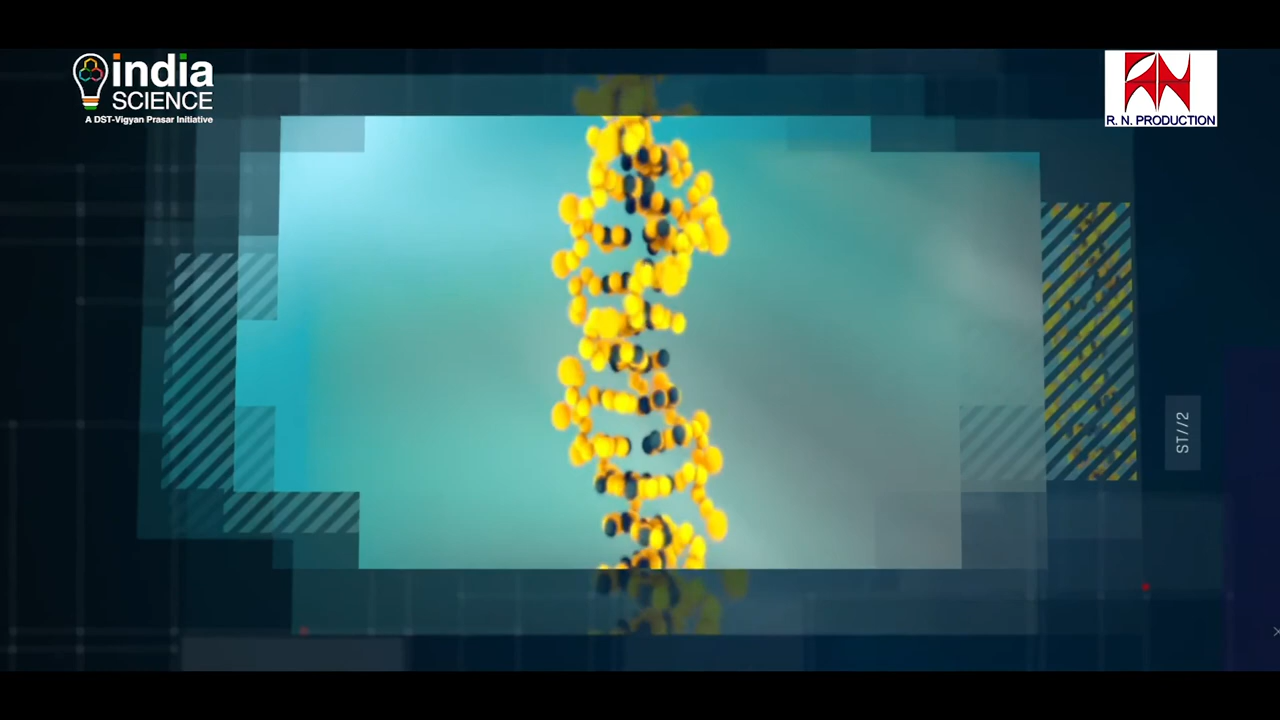 india
SCIENCE
A DST-Vigyan Prasar Initiative
R. N. PRODUCTION
ST//2